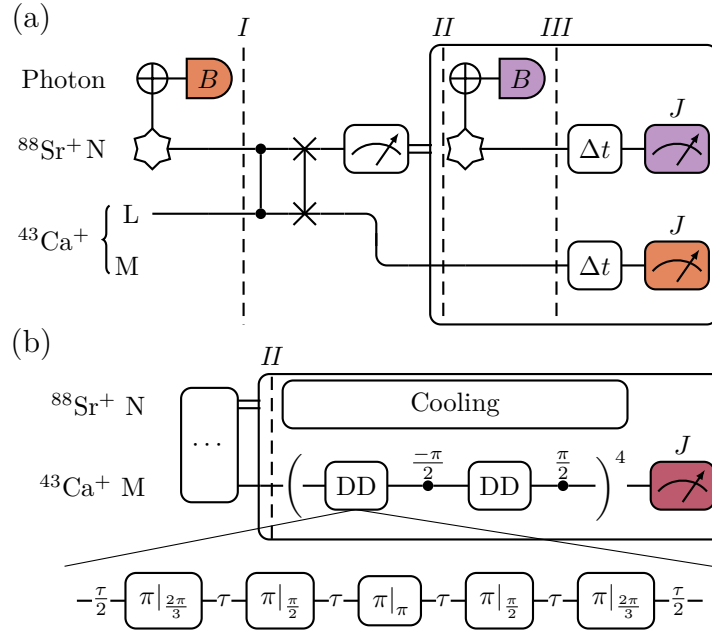 (a)
I II III
Photon B B
⁸⁸Sr⁺ N Δt J
⁴³Ca⁺ { L
M Δt J
(b)
II
⁸⁸Sr⁺ N Cooling
⁴³Ca⁺ M ... ( DD -π/2 DD π/2 )⁴ J
τ/2 π|2π/3 τ π|π/2 τ π|π τ π|π/2 τ π|2π/3 τ/2